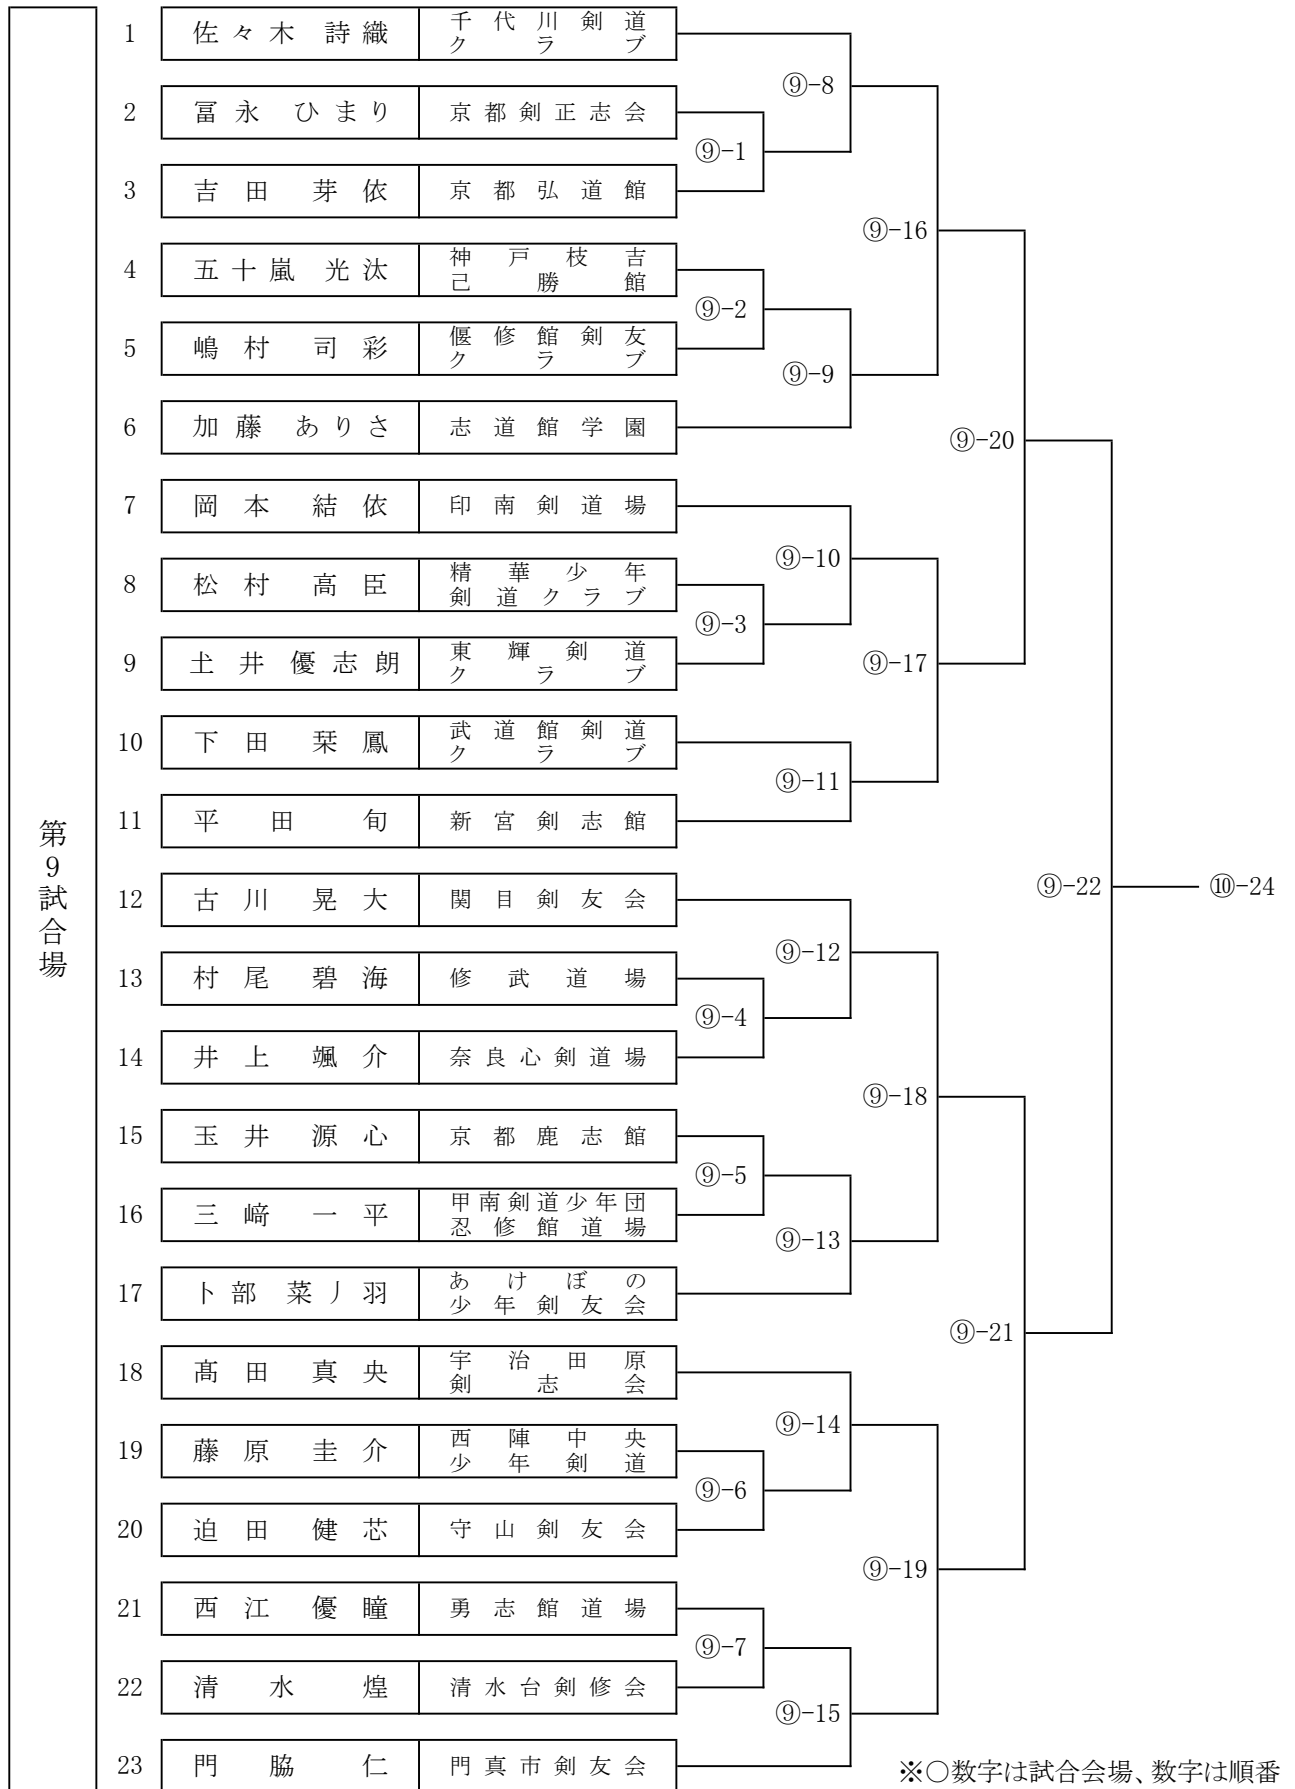 第9試合場
1 佐々木 詩織 千代川剣道
クラブ
⑨-8
2 冨永 ひまり 京都剣正志会
⑨-1
3 吉田 芽依 京都弘道館
⑨-16
4 五十嵐 光汰 神戸枝吉
己勝館
⑨-2
5 嶋村 司彩 偃修館剣友
クラブ
⑨-9
6 加藤 ありさ 志道館学園
⑨-20
7 岡本 結依 印南剣道場
⑨-10
8 松村 高臣 精華少年
剣道クラブ
⑨-3
9 土井 優志朗 東輝剣道
クラブ
⑨-17
10 下田 栞鳳 武道館剣道
クラブ
⑨-11
11 平田 旬 新宮剣志館
⑨-22 ⑩-24
12 古川 晃大 関目剣友会
⑨-12
13 村尾 碧海 修武道場
⑨-4
14 井上 颯介 奈良心剣道場
⑨-18
15 玉井 源心 京都鹿志館
⑨-5
16 三﨑 一平 甲南剣道少年団
忍修館道場
⑨-13
17 卜部 菜丿羽 あけぼの
少年剣友会
⑨-21
18 髙田 真央 宇治田原
剣志会
⑨-14
19 藤原 圭介 西陣中央
少年剣道
⑨-6
20 迫田 健芯 守山剣友会
⑨-19
21 西江 優瞳 勇志館道場
⑨-7
22 清水 煌 清水台剣修会
⑨-15
23 門脇 仁 門真市剣友会
※○数字は試合会場、数字は順番